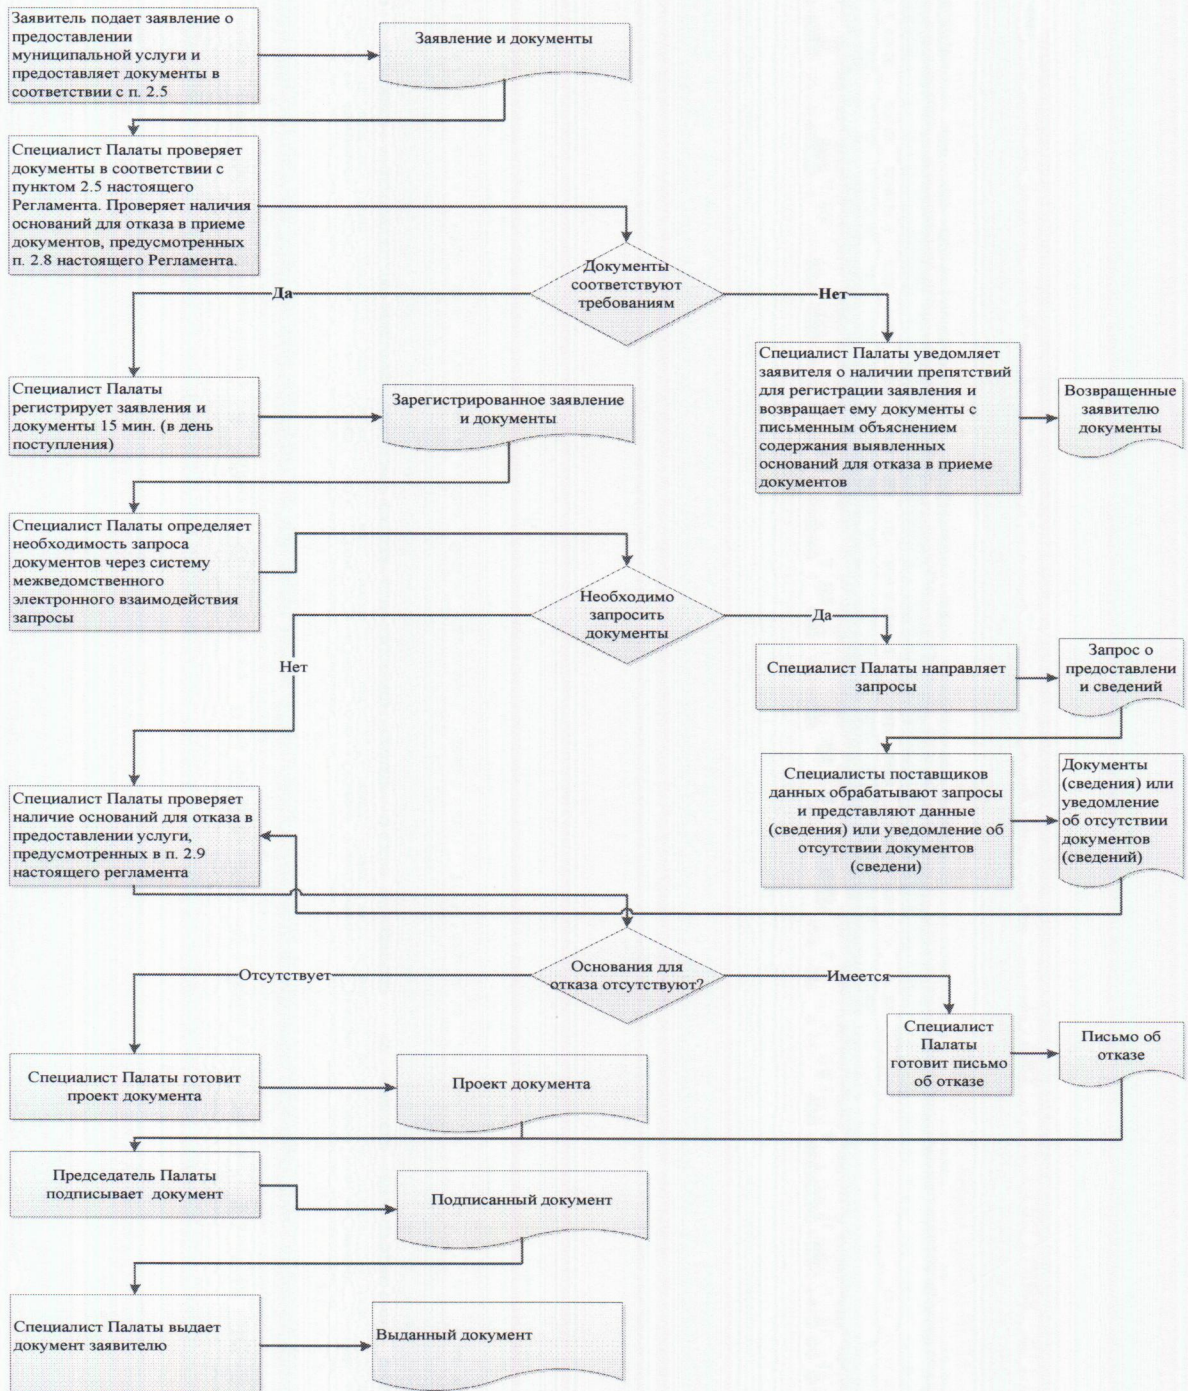 Заявитель подает заявление о
предоставлении
муниципальной услуги и
предоставляет документы в
соответствии с п. 2.5
Заявление и документы
Специалист Палаты проверяет
документы в соответствии с
пунктом 2.5 настоящего
Регламента. Проверяет наличия
оснований для отказа в приеме
документов, предусмотренных
п. 2.8 настоящего Регламента.
Документы
соответствуют
требованиям
Да
Нет
Специалист Палаты
регистрирует заявления и
документы 15 мин. (в день
поступления)
Зарегистрированное заявление
и документы
Специалист Палаты уведомляет
заявителя о наличии препятствий
для регистрации заявления и
возвращает ему документы с
письменным объяснением
содержания выявленных
оснований для отказа в приеме
документов
Возвращенные
заявителю
документы
Специалист Палаты определяет
необходимость запроса
документов через систему
межведомственного
электронного взаимодействия
запросы
Необходимо
запросить
документы
Да
Нет
Специалист Палаты направляет
запросы
Запрос о
предоставлени
и сведений
Специалисты поставщиков
данных обрабатывают запросы
и представляют данные
(сведения) или уведомление об
отсутствии документов
(сведени)
Документы
(сведения) или
уведомление
об отсутствии
документов
(сведений)
Специалист Палаты проверяет
наличие оснований для отказа в
предоставлении услуги,
предусмотренных в п. 2.9
настоящего регламента
Основания для
отказа отсутствуют?
Отсутствует
Имеется
Специалист
Палаты
готовит письмо
об отказе
Письмо об
отказе
Специалист Палаты готовит
проект документа
Проект документа
Председатель Палаты
подписывает документ
Подписанный документ
Специалист Палаты выдает
документ заявителю
Выданный документ